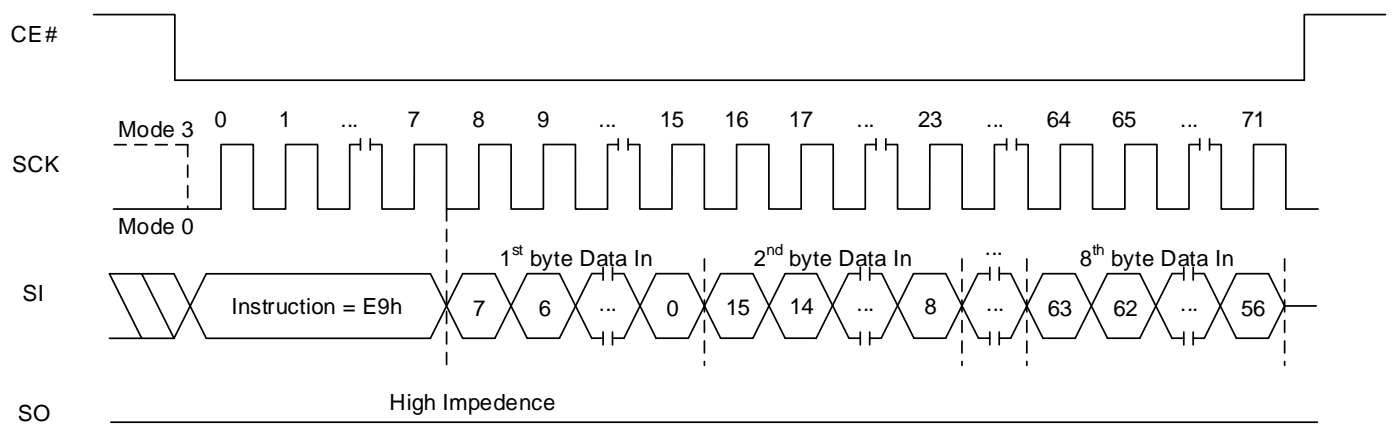 CE#
0 1 ... 7 8 9 ... 15 16 17 ... 23 ... 64 65 ... 71
Mode 3
SCK
Mode 0
1st byte Data In 2nd byte Data In ... 8th byte Data In
SI Instruction = E9h 7 6 ... 0 15 14 ... 8 ... 63 62 ... 56
High Impedence
SO